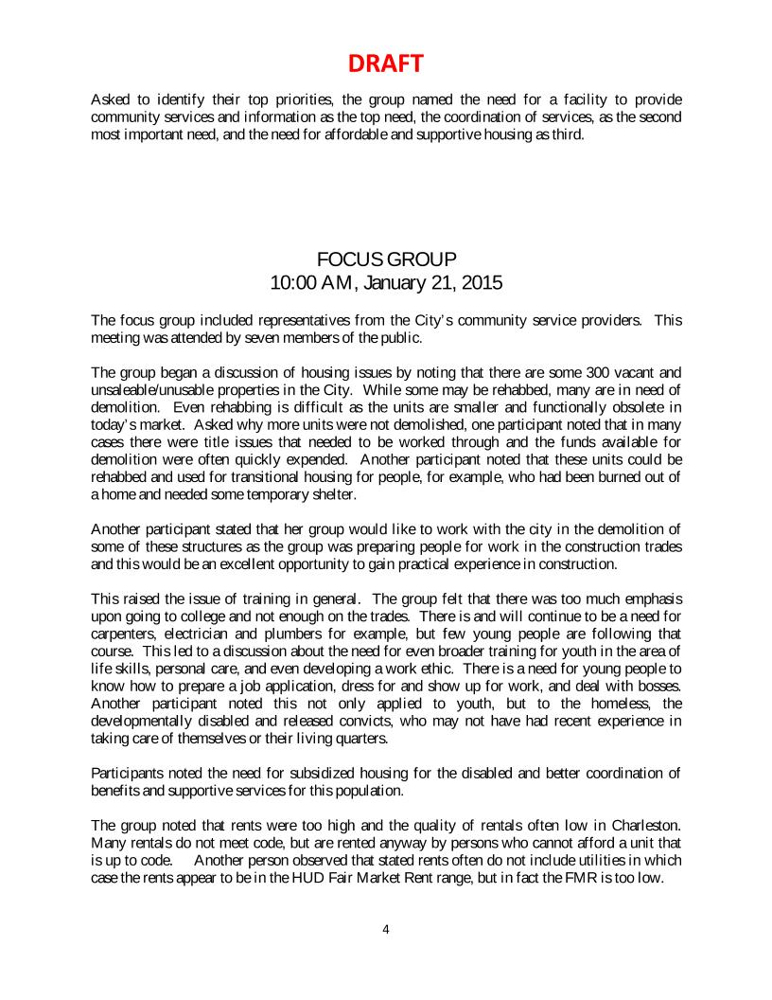 DRAFT
Asked to identify their top priorities, the group named the need for a facility to provide
community services and information as the top need, the coordination of services, as the second
most important need, and the need for affordable and supportive housing as third.
FOCUS GROUP
10:00 AM, January 21, 2015
The focus group included representatives from the City's community service providers. This
meeting was attended by seven members of the public.
The group began a discussion of housing issues by noting that there are some 300 vacant and
unsaleable/unusable properties in the City. While some may be rehabbed, many are in need of
demolition. Even rehabbing is difficult as the units are smaller and functionally obsolete in
today's market. Asked why more units were not demolished, one participant noted that in many
cases there were title issues that needed to be worked through and the funds available for
demolition were often quickly expended. Another participant noted that these units could be
rehabbed and used for transitional housing for people, for example, who had been burned out of
a home and needed some temporary shelter.
Another participant stated that her group would like to work with the city in the demolition of
some of these structures as the group was preparing people for work in the construction trades
and this would be an excellent opportunity to gain practical experience in construction.
This raised the issue of training in general. The group felt that there was too much emphasis
upon going to college and not enough on the trades. There is and will continue to be a need for
carpenters, electrician and plumbers for example, but few young people are following that
course. This led to a discussion about the need for even broader training for youth in the area of
life skills, personal care, and even developing a work ethic. There is a need for young people to
know how to prepare a job application, dress for and show up for work, and deal with bosses.
Another participant noted this not only applied to youth, but to the homeless, the
developmentally disabled and released convicts, who may not have had recent experience in
taking care of themselves or their living quarters.
Participants noted the need for subsidized housing for the disabled and better coordination of
benefits and supportive services for this population.
The group noted that rents were too high and the quality of rentals often low in Charleston.
Many rentals do not meet code, but are rented anyway by persons who cannot afford a unit that
is up to code. Another person observed that stated rents often do not include utilities in which
case the rents appear to be in the HUD Fair Market Rent range, but in fact the FMR is too low.
4